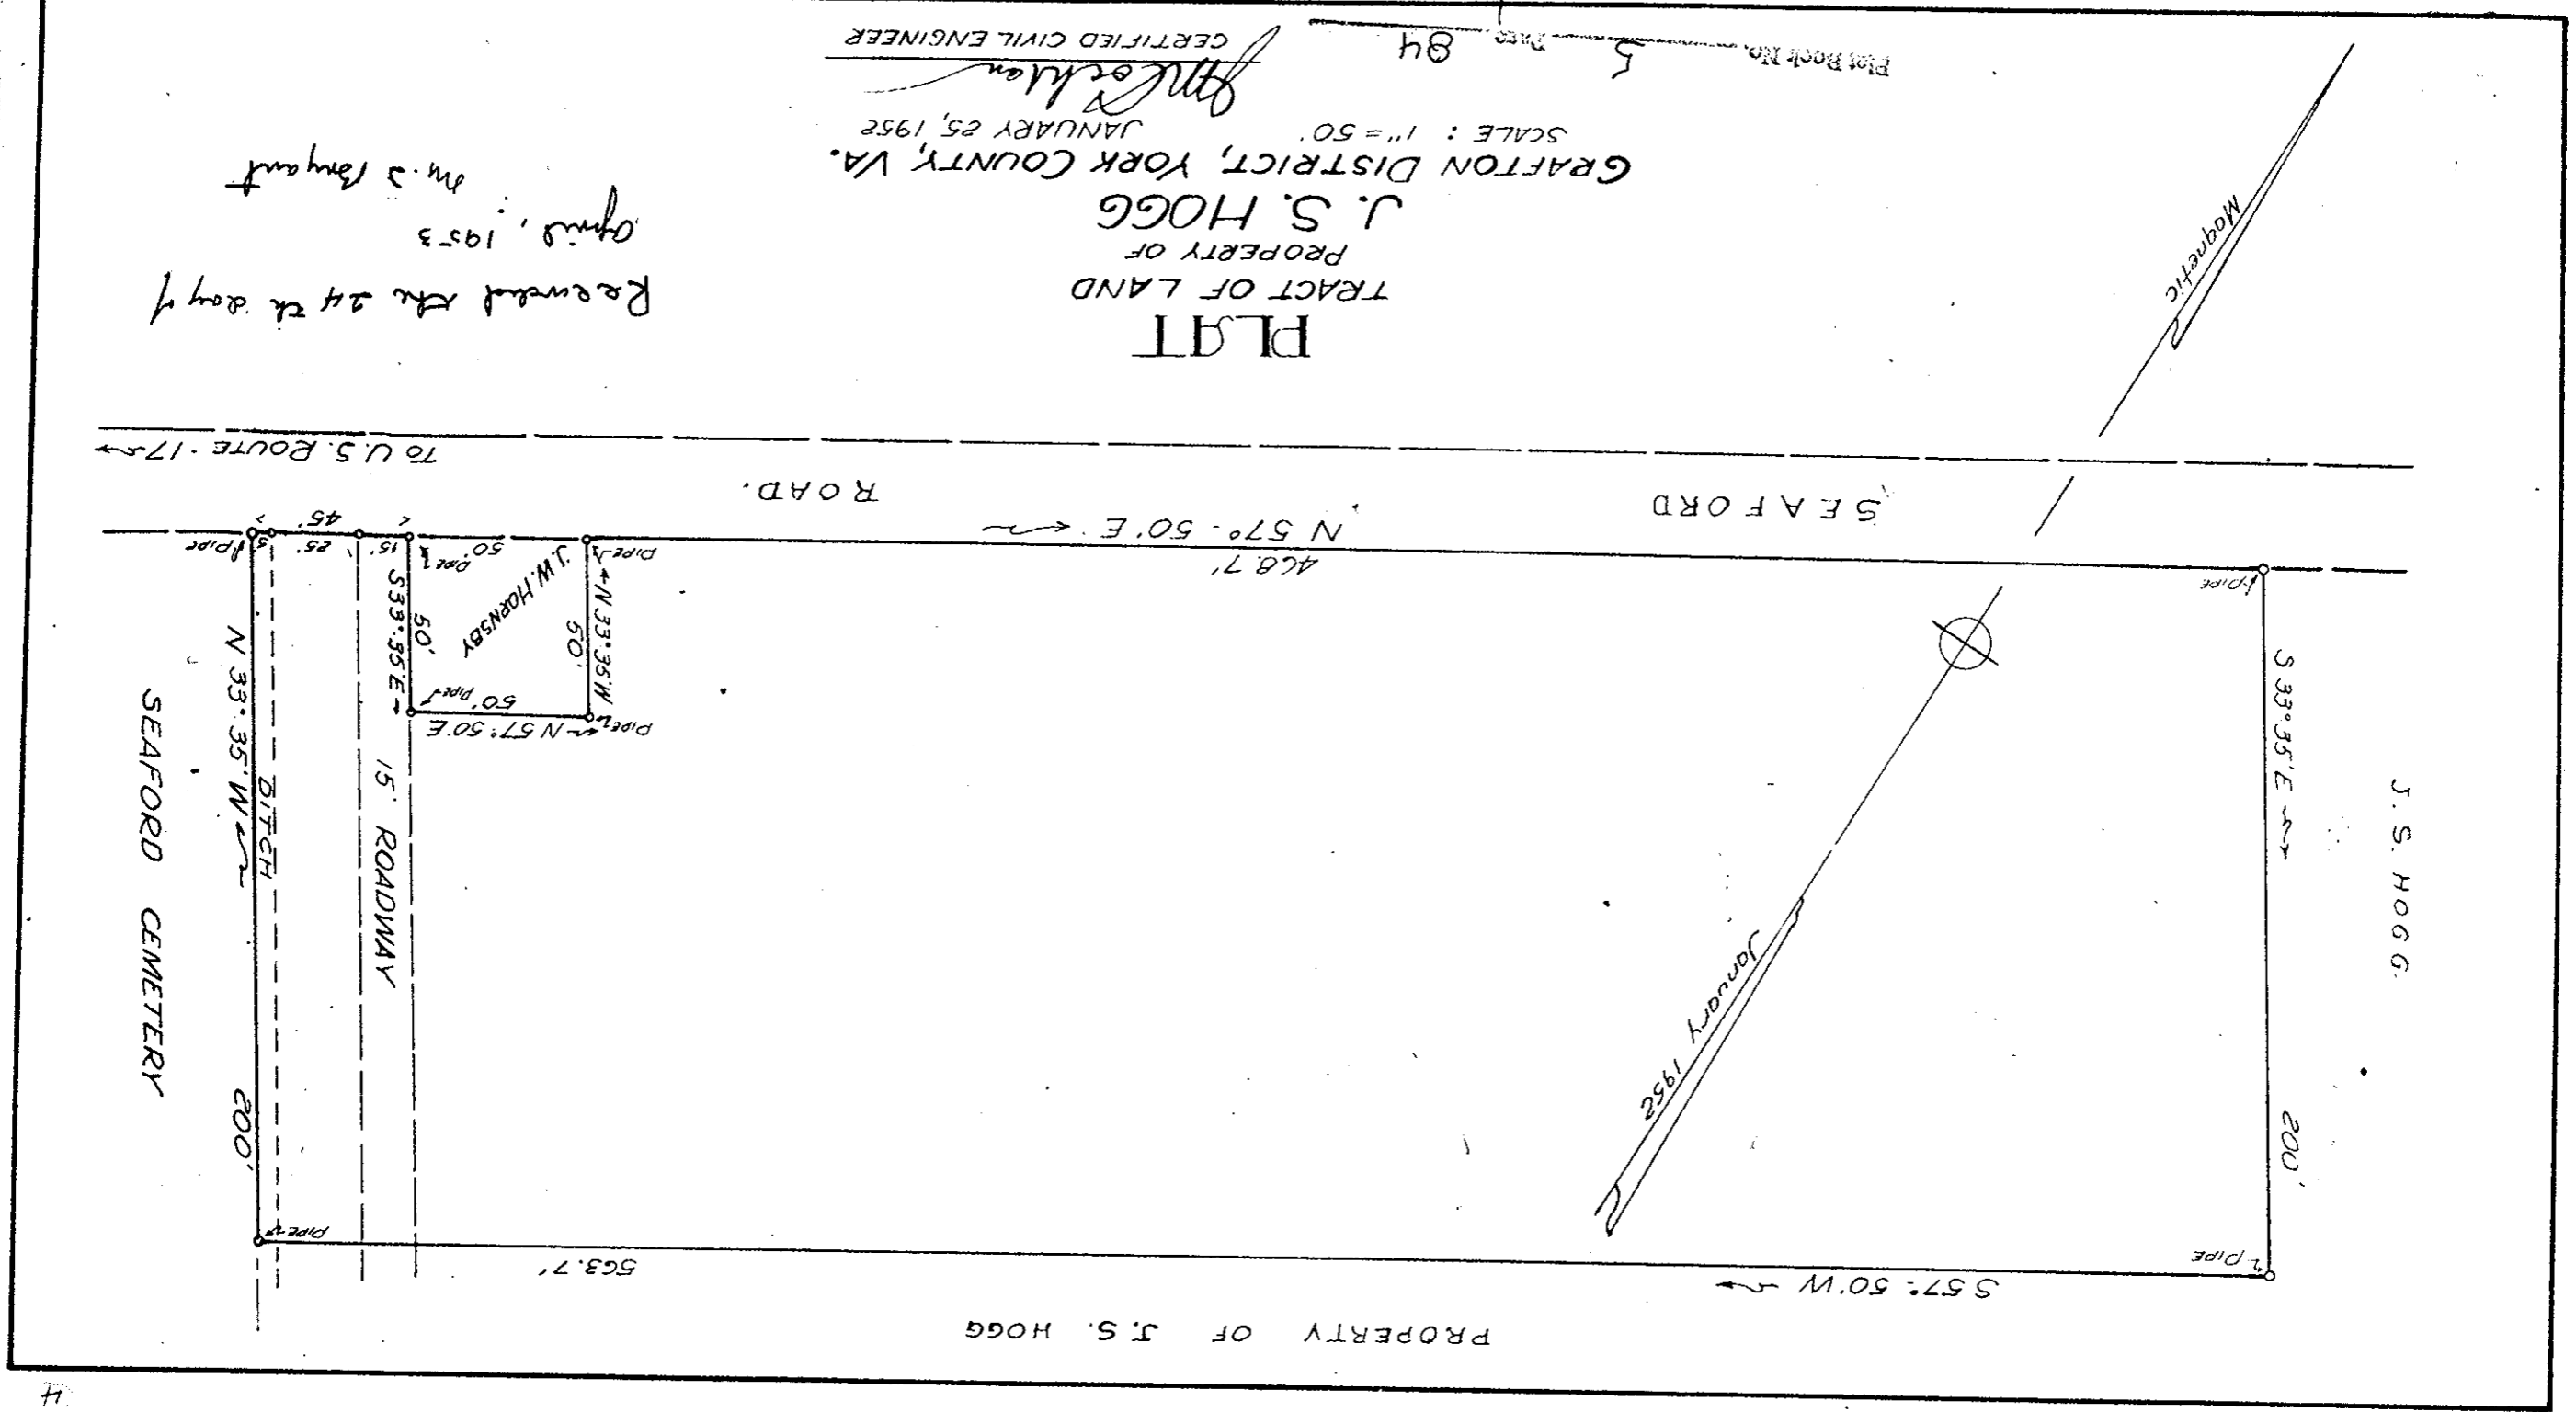 PROPERTY OF J.S. HOGG
S 57°- 50' W
563.7'
PIPE
PIPE
J. S. HOGG
S 33°.35' E
200'
SEAFORD CEMETERY
N 33°.35' W
200'
DITCH
15' ROADWAY
January 1952
N 57°.50' E
50'
PIPE
PIPE
N 33°.35' W
50'
S 33°.35' E
50'
J.W. HORNSBY
PIPE
PIPE
PIPE
PIPE
468.7'
N 57°- 50' E
50'
15'
25'
5'
45'
SEAFORD ROAD.
TO U.S. ROUTE - 17
Magnetic
PLAT
TRACT OF LAND
PROPERTY OF
J. S. HOGG
GRAFTON DISTRICT, YORK COUNTY, VA.
SCALE : 1" = 50' JANUARY 25, 1952
CERTIFIED CIVIL ENGINEER
Recorded the 24th day of
April, 1953
Bryant
Plat Book No. 5 Page 84
4